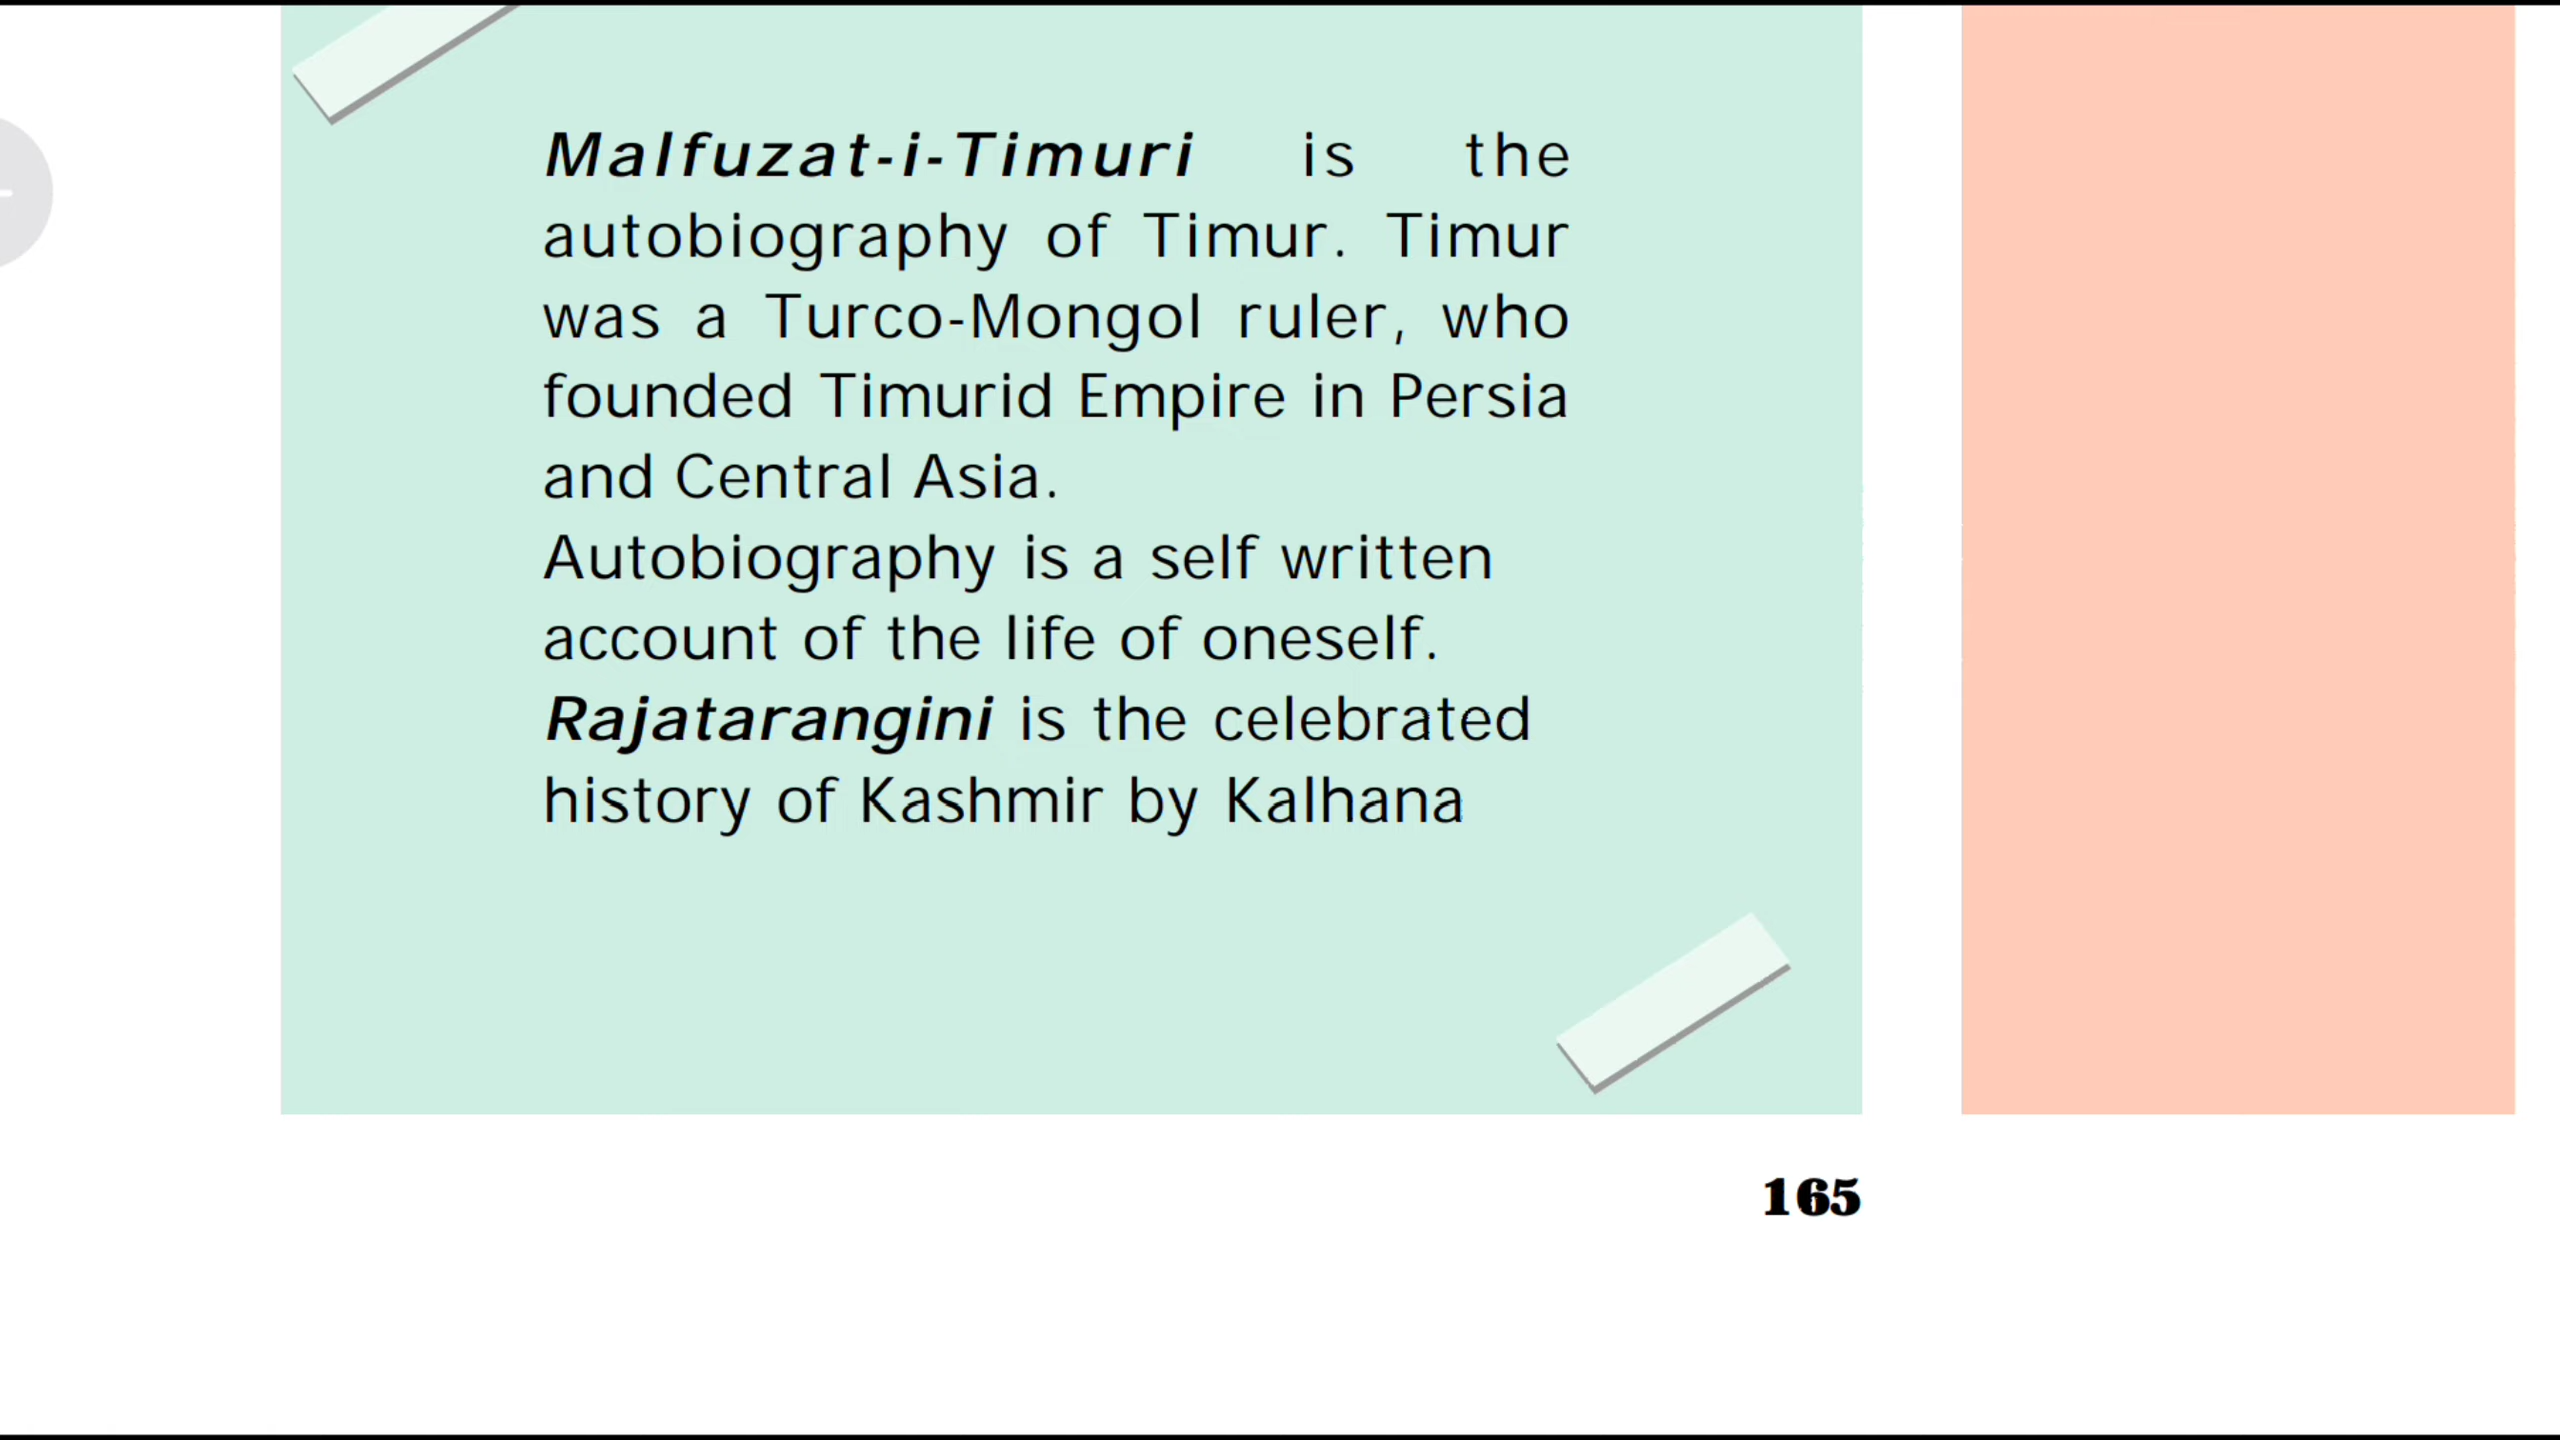 Malfuzat-i-Timuri is the
autobiography of Timur. Timur
was a Turco-Mongol ruler, who
founded Timurid Empire in Persia
and Central Asia.
Autobiography is a self written
account of the life of oneself.
Rajatarangini is the celebrated
history of Kashmir by Kalhana
165